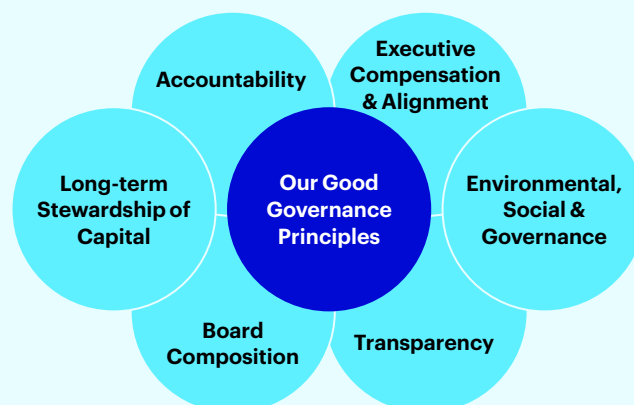 Accountability
Executive
Compensation
& Alignment
Long-term
Stewardship of
Capital
Our Good
Governance
Principles
Environmental,
Social &
Governance
Board
Composition
Transparency